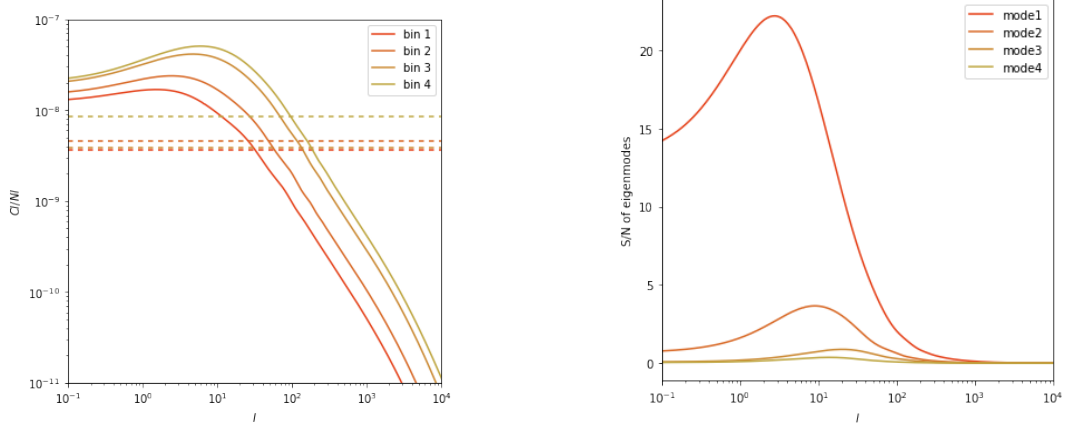 10⁻⁷
10⁻⁸
10⁻⁹
10⁻¹⁰
10⁻¹¹
Cl/Nl
10⁻¹ 10⁰ 10¹ 10² 10³ 10⁴
l
bin 1
bin 2
bin 3
bin 4
20
15
10
5
0
S/N of eigenmodes
10⁻¹ 10⁰ 10¹ 10² 10³ 10⁴
l
mode1
mode2
mode3
mode4